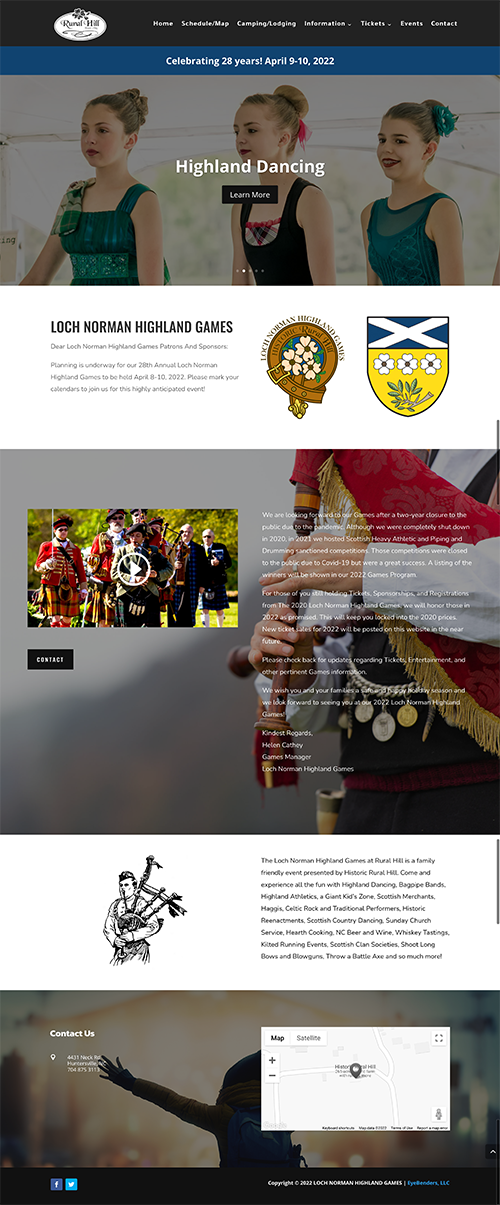 Rural Hill
Home Schedule/Map Camping/Lodging Information Tickets Events Contact
Celebrating 28 years! April 9-10, 2022
Highland Dancing
Learn More
LOCH NORMAN HIGHLAND GAMES
Dear Loch Norman Highland Games Patrons And Sponsors:
Planning is underway for our 28th Annual Loch Norman
Highland Games to be held April 8-10, 2022. Please mark your
calendars to join us for this highly anticipated event!
LOCH NORMAN HIGHLAND GAMES
HISTORIC Rural Hill
We are looking forward to our Games after a two-year closure to the
public due to the pandemic. Although we were completely shut down
in 2020, in 2021 we hosted Scottish Heavy Athletic and Piping and
Drumming sanctioned competitions. Those competitions were closed
to the public due to Covid-19 but were a great success. A listing of the
winners will be shown in our 2022 Games Program.
For those of you still holding Tickets, Sponsorships, and Registrations
from The 2020 Loch Norman Highland Games, we will honor those in
2022 as promised. This will keep you locked into the 2020 prices.
New ticket sales for 2022 will be posted on this website in the near
future.
Please check back for updates regarding Tickets, Entertainment, and
other pertinent Games information.
We wish you and your families a safe and happy holiday season and
we look forward to seeing you at our 2022 Loch Norman Highland
Games!
Kindest Regards,
Helen Cathey
Games Manager
Loch Norman Highland Games
CONTACT
The Loch Norman Highland Games at Rural Hill is a family
friendly event presented by Historic Rural Hill. Come and
experience all the fun with Highland Dancing, Bagpipe Bands,
Highland Athletics, a Giant Kid's Zone, Scottish Merchants,
Haggis, Celtic Rock and Traditional Performers, Historic
Reenactments, Scottish Country Dancing, Sunday Church
Service, Hearth Cooking, NC Beer and Wine, Whiskey Tastings,
Kilted Running Events, Scottish Clan Societies, Shoot Long
Bows and Blowguns, Throw a Battle Axe and so much more!
Contact Us
4431 Neck Rd
Huntersville, NC
704 875 3113
Map Satellite
Historic Rural Hill
Keyboard shortcuts Map data ©2022 Terms of Use Report a map error
Copyright © 2022 LOCH NORMAN HIGHLAND GAMES | EyeBenders, LLC